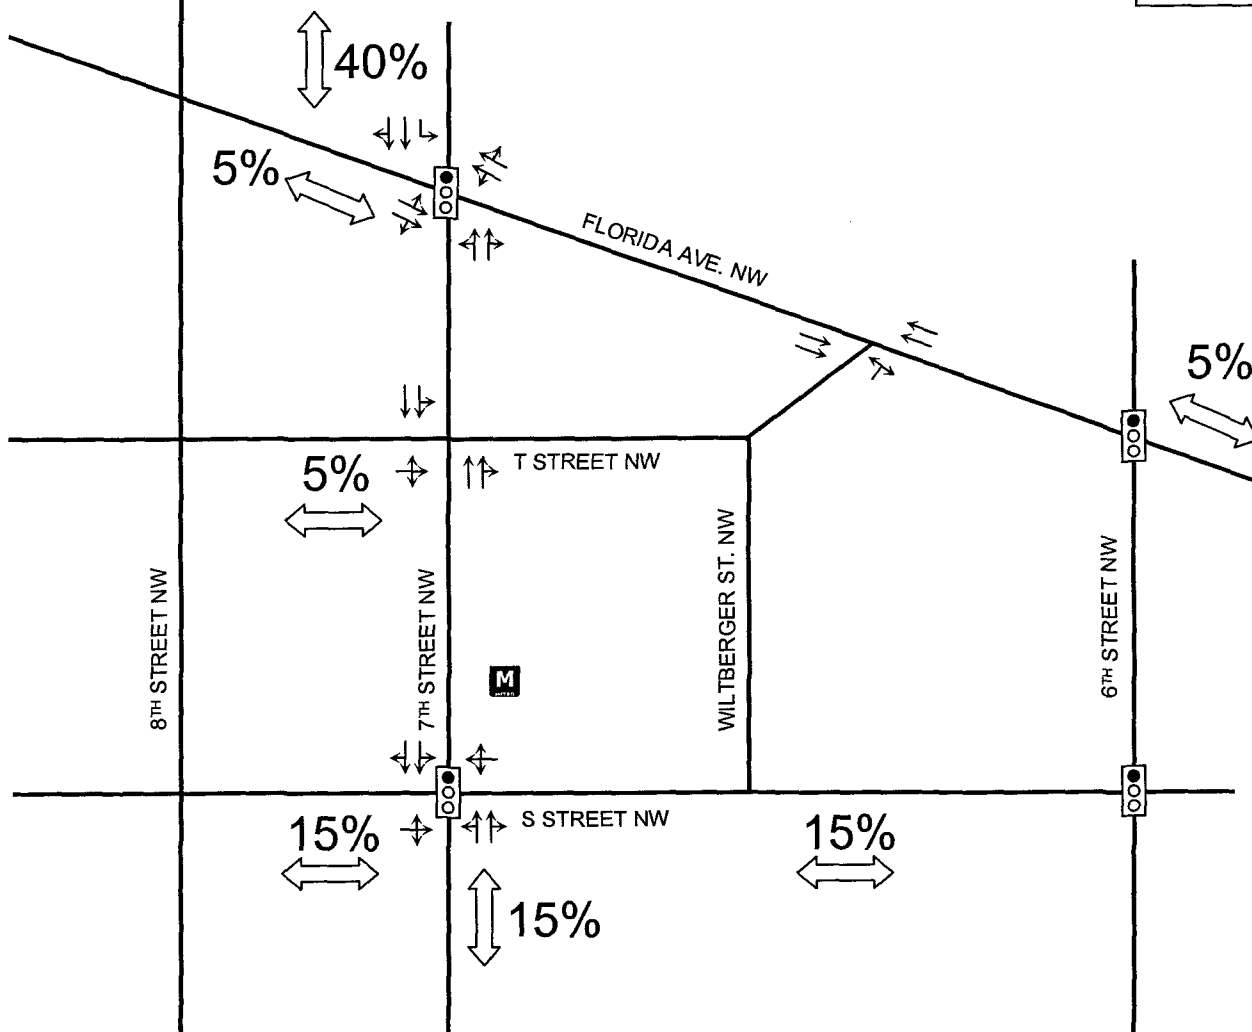 40%
5%
FLORIDA AVE. NW
5%
T STREET NW
5%
8TH STREET NW
7TH STREET NW
WILTBERGER ST. NW
6TH STREET NW
M
S STREET NW
15%
15%
15%